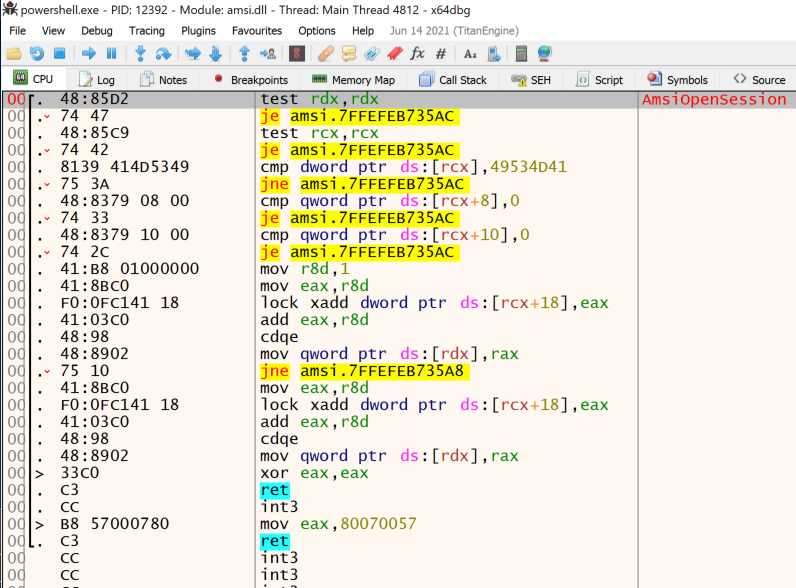 powershell.exe - PID: 12392 - Module: amsi.dll - Thread: Main Thread 4812 - x64dbg
File View Debug Tracing Plugins Favourites Options Help Jun 14 2021 (TitanEngine)
fx # A2
CPU Log Notes Breakpoints Memory Map Call Stack SEH Script Symbols Source
00 . 48:85D2 test rdx,rdx AmsiOpenSession
00 . 74 47 je amsi.7FFEFEB735AC
00 . 48:85C9 test rcx,rcx
00 . 74 42 je amsi.7FFEFEB735AC
00 . 8139 414D5349 cmp dword ptr ds:[rcx],49534D41
00 . 75 3A jne amsi.7FFEFEB735AC
00 . 48:8379 08 00 cmp qword ptr ds:[rcx+8],0
00 . 74 33 je amsi.7FFEFEB735AC
00 . 48:8379 10 00 cmp qword ptr ds:[rcx+10],0
00 . 74 2C je amsi.7FFEFEB735AC
00 . 41:B8 01000000 mov r8d,1
00 . 41:8BC0 mov eax,r8d
00 . F0:0FC141 18 lock xadd dword ptr ds:[rcx+18],eax
00 . 41:03C0 add eax,r8d
00 . 48:98 cdqe
00 . 48:8902 mov qword ptr ds:[rdx],rax
00 . 75 10 jne amsi.7FFEFEB735A8
00 . 41:8BC0 mov eax,r8d
00 . F0:0FC141 18 lock xadd dword ptr ds:[rcx+18],eax
00 . 41:03C0 add eax,r8d
00 . 48:98 cdqe
00 . 48:8902 mov qword ptr ds:[rdx],rax
00 > 33C0 xor eax,eax
00 . C3 ret
00 . CC int3
00 > B8 57000780 mov eax,80070057
00 . C3 ret
00 CC int3
00 CC int3